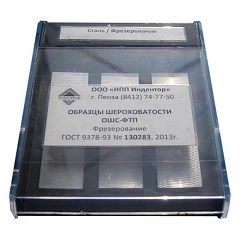 Сталь / Фрезерование
ООО «НПП Индентор»
г. Пенза (8412) 74-77-50
ОБРАЗЦЫ ШЕРОХОВАТОСТИ
ОШС-ФТП
Фрезерование
ГОСТ 9378-93 № 130283, 2013г.